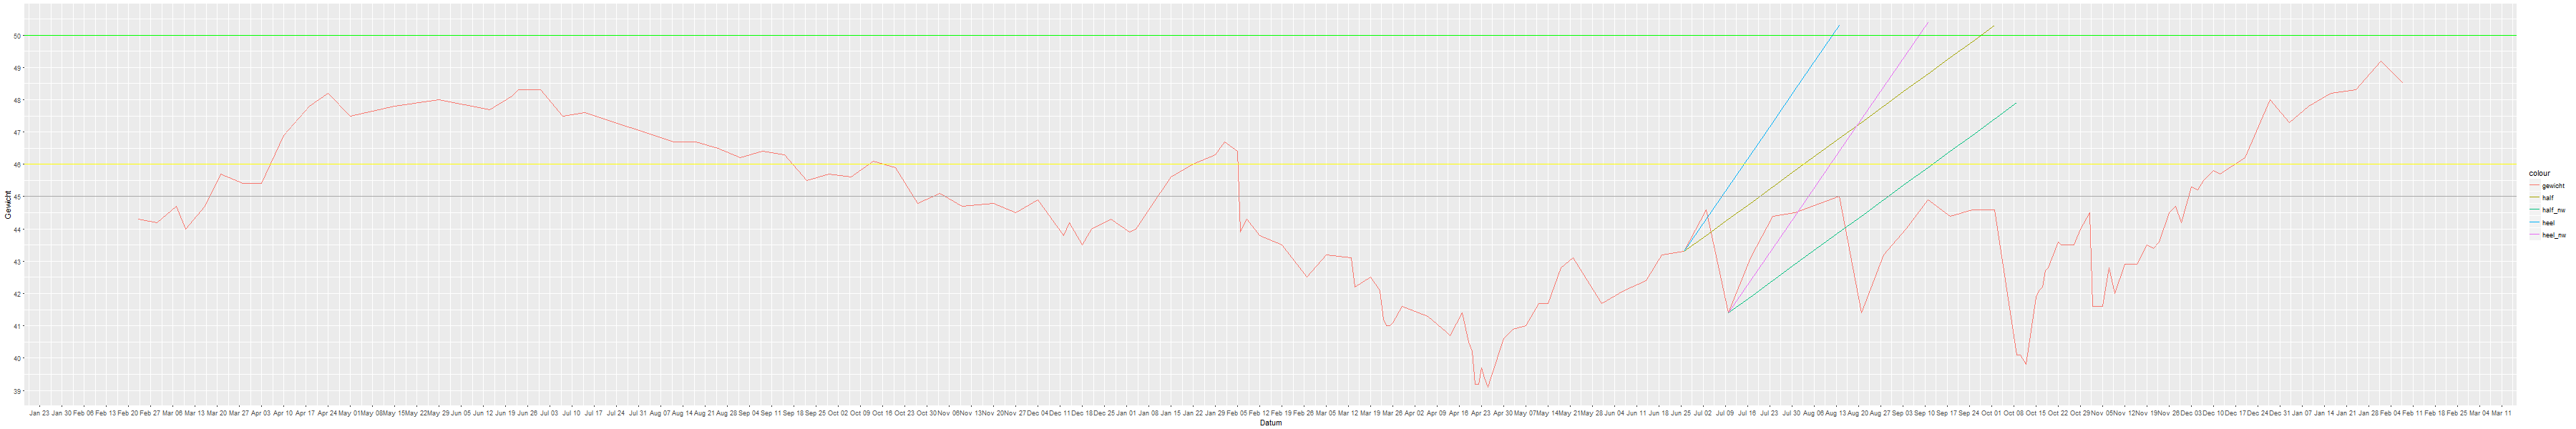 50
49
48
47
46
45
44
43
42
41
40
39
Gewicht
Jan 23 Jan 30 Feb 06 Feb 13 Feb 20 Feb 27 Mar 06 Mar 13 Mar 20 Mar 27 Apr 03 Apr 10 Apr 17 Apr 24 May 01 May 08 May 15 May 22 May 29 Jun 05 Jun 12 Jun 19 Jun 26 Jul 03 Jul 10 Jul 17 Jul 24 Jul 31 Aug 07 Aug 14 Aug 21 Aug 28 Sep 04 Sep 11 Sep 18 Sep 25 Oct 02 Oct 09 Oct 16 Oct 23 Oct 30 Nov 06 Nov 13 Nov 20 Nov 27 Dec 04 Dec 11 Dec 18 Dec 25 Jan 01 Jan 08 Jan 15 Jan 22 Jan 29 Feb 05 Feb 12 Feb 19 Feb 26 Mar 05 Mar 12 Mar 19 Mar 26 Apr 02 Apr 09 Apr 16 Apr 23 Apr 30 May 07 May 14 May 21 May 28 Jun 04 Jun 11 Jun 18 Jun 25 Jul 02 Jul 09 Jul 16 Jul 23 Jul 30 Aug 06 Aug 13 Aug 20 Aug 27 Sep 03 Sep 10 Sep 17 Sep 24 Oct 01 Oct 08 Oct 15 Oct 22 Oct 29 Nov 05 Nov 12 Nov 19 Nov 26 Dec 03 Dec 10 Dec 17 Dec 24 Dec 31 Jan 07 Jan 14 Jan 21 Jan 28 Feb 04 Feb 11 Feb 18 Feb 25 Mar 04 Mar 11
Datum
colour
gewicht
half
half_nw
heel
heel_nw